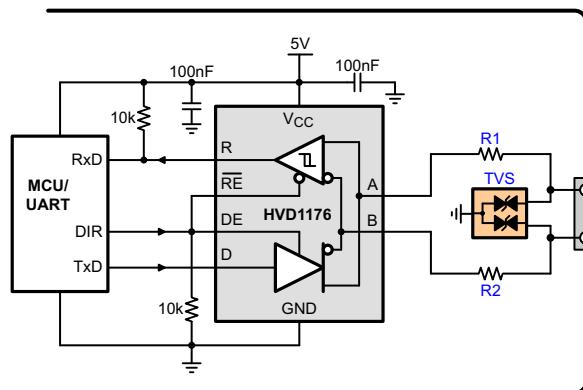 5V
100nF
100nF
10k
VCC
R1
RxD
R
TVS
RE
A
MCU/
UART
HVD1176
DIR
DE
B
TxD
D
R2
10k
GND